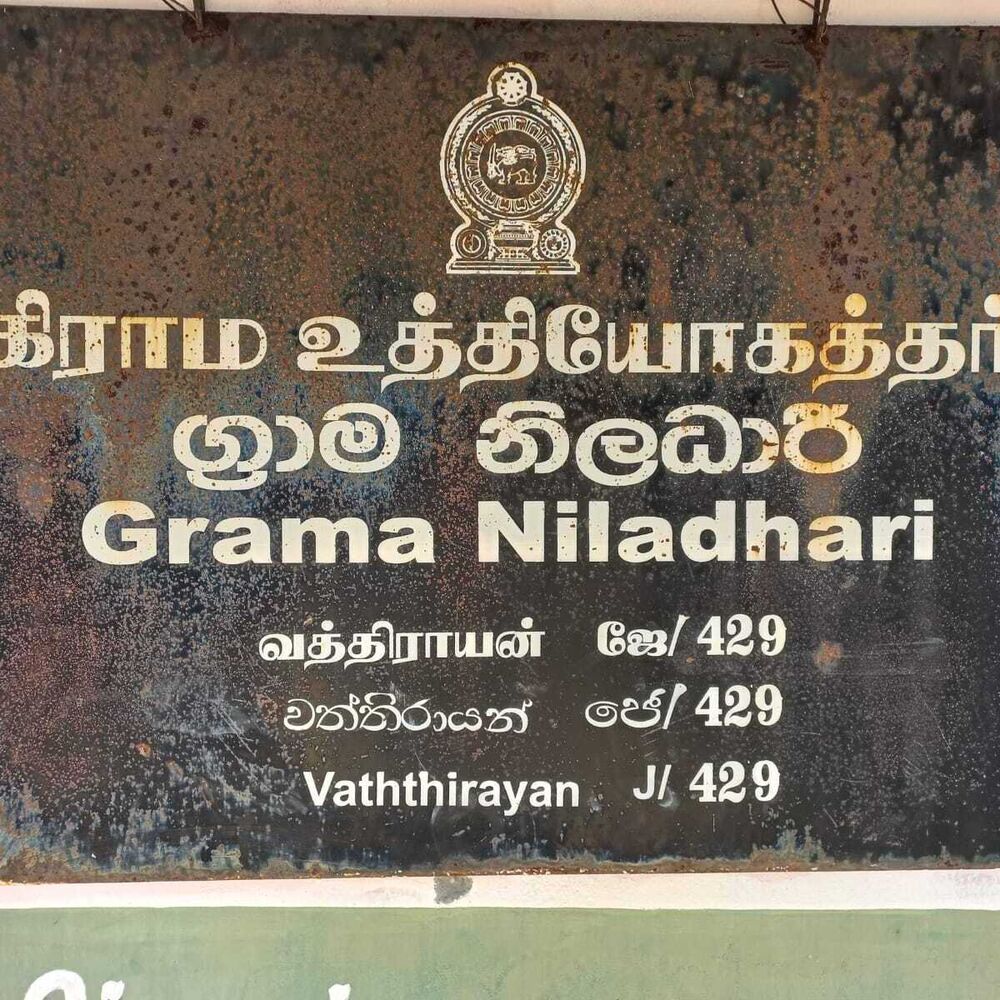 கிராம உத்தியோகத்தர்
ග්‍රාම නිලධාරී
Grama Niladhari
வத்திராயன் ஜே/ 429
වත්තිරායන් ජේ/ 429
Vaththirayan J/ 429